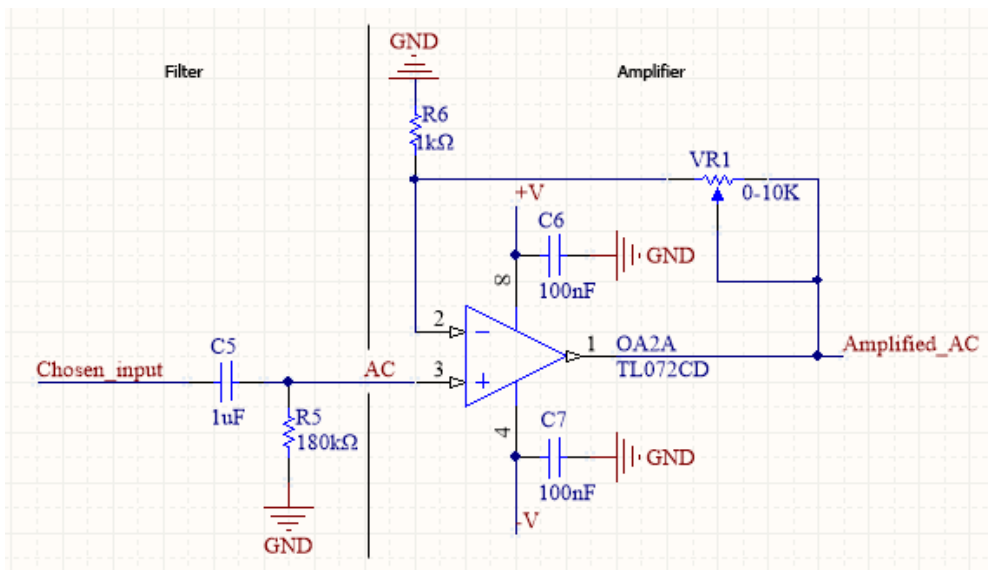 GND
Filter
Amplifier
R6
1kΩ
VR1
0-10K
+V
C6
GND
100nF
8
2
1
OA2A
TL072CD
Amplified_AC
Chosen_input
C5
1uF
AC
3
R5
180kΩ
GND
4
C7
GND
100nF
-V